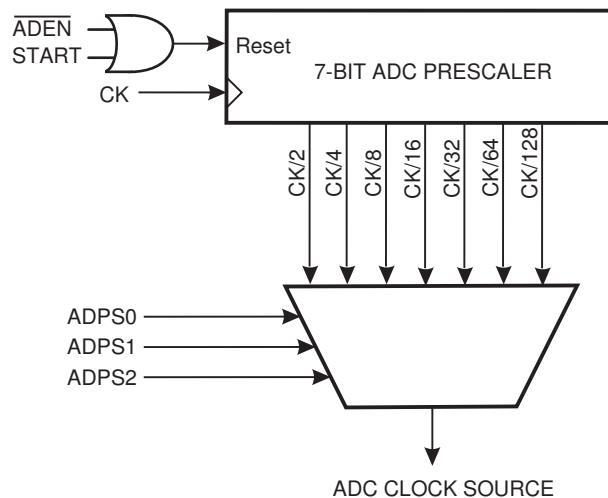 ADEN
START
Reset
7-BIT ADC PRESCALER
CK
CK/2
CK/4
CK/8
CK/16
CK/32
CK/64
CK/128
ADPS0
ADPS1
ADPS2
ADC CLOCK SOURCE